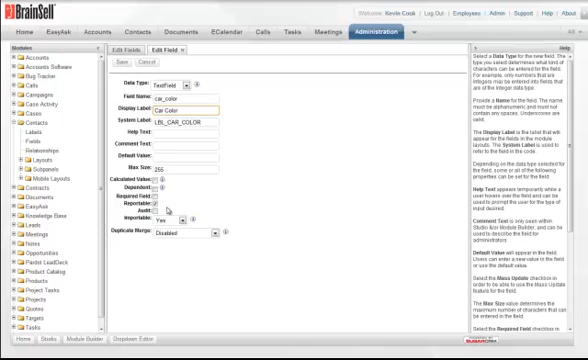 BrainSell
Welcome, Kevin Cook | Log Out | Employees | Admin | Support | Help | About
Home EasyAsk Accounts Contacts Documents ECalendar Calls Tasks Meetings Administration All
Modules
Accounts
Accounts Software
Bug Tracker
Calls
Campaigns
Case Activity
Cases
Contacts
Labels
Fields
Relationships
Layouts
Subpanels
Mobile Layouts
Contracts
Documents
EasyAsk
Knowledge Base
Leads
Meetings
Notes
Opportunities
Pardot LeadDeck
Product Catalog
Products
Project Tasks
Projects
Quotes
Targets
Tasks
Edit Fields Edit Field
Save Cancel
Data Type: TextField
Field Name: car_color
Display Label: Car Color
System Label: LBL_CAR_COLOR
Help Text:
Comment Text:
Default Value:
Max Size: 255
Calculated Value:
Dependent:
Required Field:
Reportable:
Audit:
Importable: Yes
Duplicate Merge: Disabled
Help
Select a Data Type for the new field. The
type you select determines what kind of
characters can be entered for the field.
For example, only numbers that are
integers may be entered into fields that
are of the Integer data type.
Provide a Name for the field. The name
must be alphanumeric and must not
contain any spaces. Underscores are
valid.
The Display Label is the label that will
appear for the fields in the module
layouts. The System Label is used to
refer to the field in the code.
Depending on the data type selected for
the field, some or all of the following
properties can be set for the field:
Help Text appears temporarily while a
user hovers over the field and can be
used to prompt the user for the type of
input desired.
Comment Text is only seen within
Studio &/or Module Builder, and can be
used to describe the field for
administrators.
Default Value will appear in the field.
Users can enter a new value in the field
or use the default value.
Select the Mass Update checkbox in
order to be able to use the Mass Update
feature for the field.
The Max Size value determines the
maximum number of characters that can
be entered in the field.
Select the Required Field checkbox in
Home Studio Module Builder Dropdown Editor
SUGARCRM